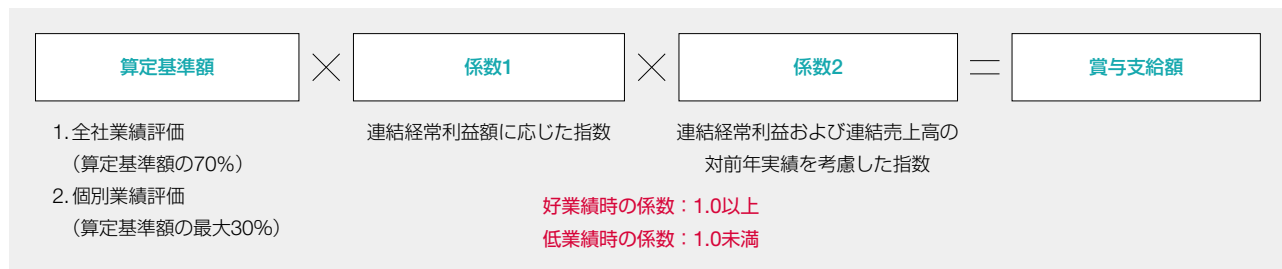 算定基準額 × 係数1 × 係数2 = 賞与支給額
1.全社業績評価
（算定基準額の70%）
2.個別業績評価
（算定基準額の最大30%）
連結経常利益額に応じた指数
連結経常利益および連結売上高の
対前年実績を考慮した指数
好業績時の係数：1.0以上
低業績時の係数：1.0未満